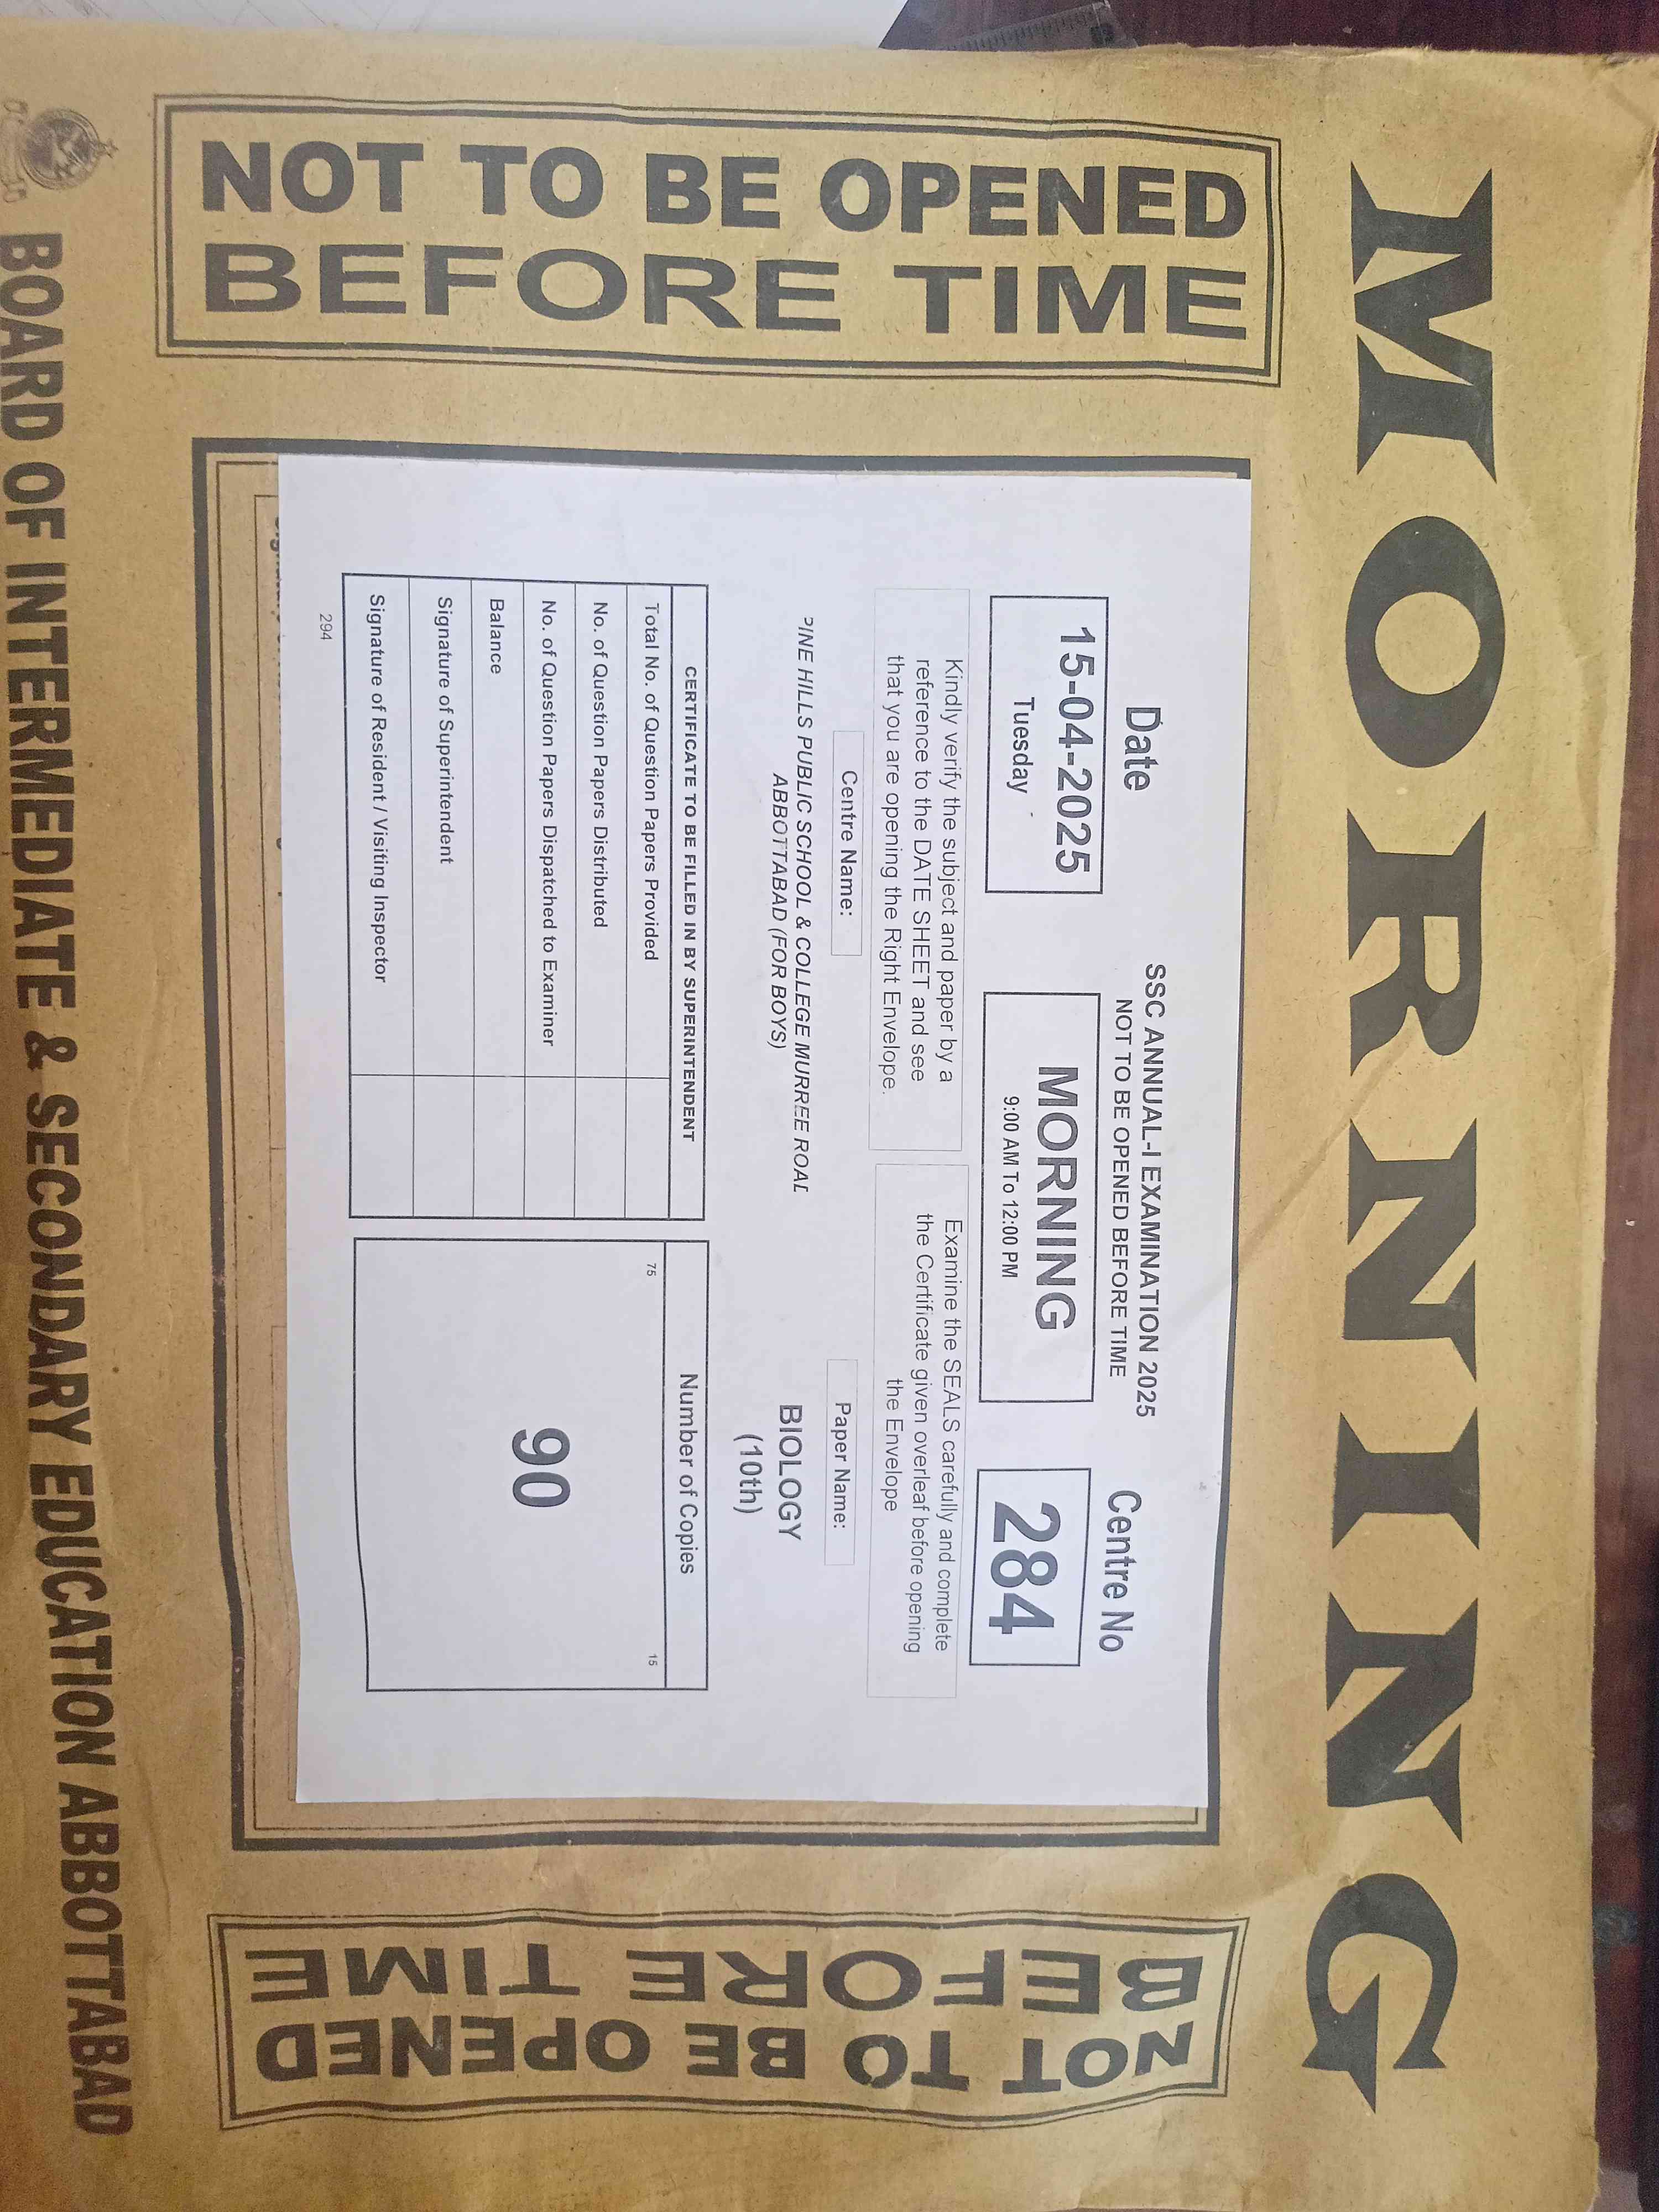 MORNING
NOT TO BE OPENED
BEFORE TIME
SSC ANNUAL-I EXAMINATION 2025
NOT TO BE OPENED BEFORE TIME
Date
15-04-2025
Tuesday
MORNING
9:00 AM To 12:00 PM
Centre No
284
Kindly verify the subject and paper by a
reference to the DATE SHEET and see
that you are opening the Right Envelope.
Examine the SEALS carefully and complete
the Certificate given overleaf before opening
the Envelope
Centre Name:
PINE HILLS PUBLIC SCHOOL & COLLEGE MURREE ROAD
ABBOTTABAD (FOR BOYS)
Paper Name:
BIOLOGY
(10th)
CERTIFICATE TO BE FILLED IN BY SUPERINTENDENT
Total No. of Question Papers Provided
No. of Question Papers Distributed
No. of Question Papers Dispatched to Examiner
Balance
Signature of Superintendent
Signature of Resident / Visiting Inspector
294
Number of Copies
75
15
90
NOT TO BE OPENED
BEFORE TIME
BOARD OF INTERMEDIATE & SECONDARY EDUCATION ABBOTTABAD